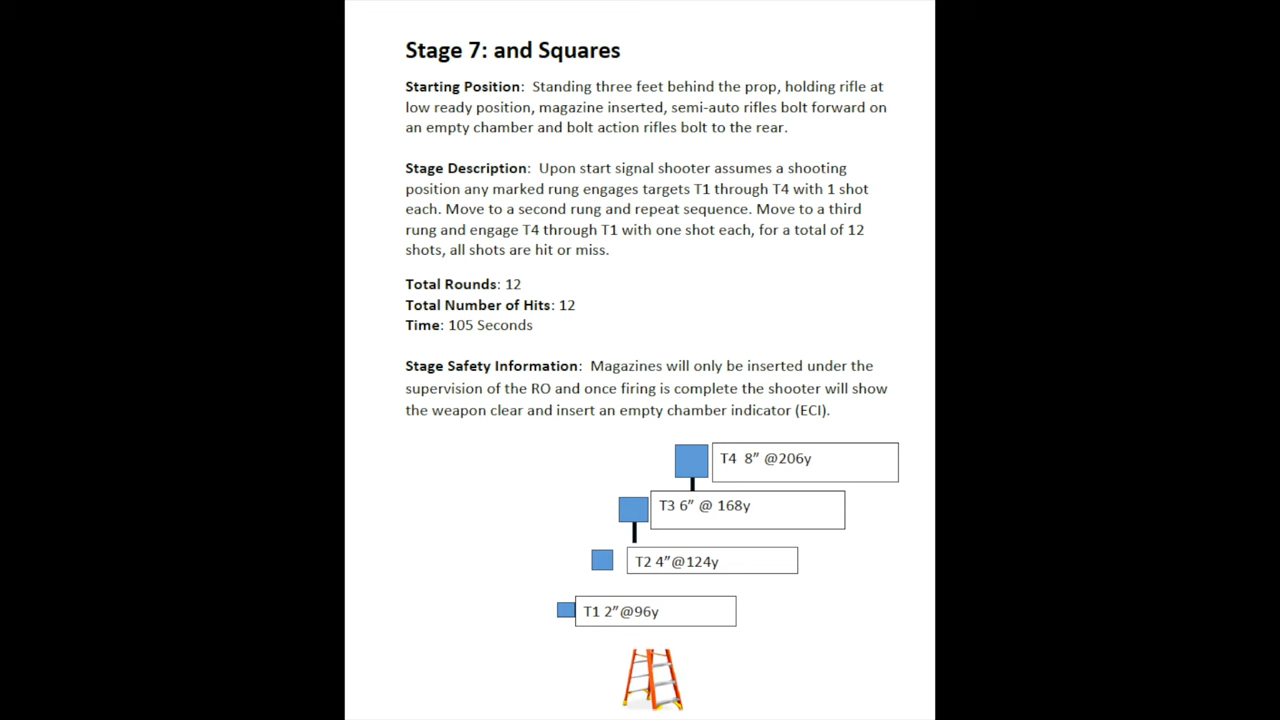 Stage 7: and Squares
Starting Position:  Standing three feet behind the prop, holding rifle at
low ready position, magazine inserted, semi-auto rifles bolt forward on
an empty chamber and bolt action rifles bolt to the rear.
Stage Description:  Upon start signal shooter assumes a shooting
position any marked rung engages targets T1 through T4 with 1 shot
each. Move to a second rung and repeat sequence. Move to a third
rung and engage T4 through T1 with one shot each, for a total of 12
shots, all shots are hit or miss.
Total Rounds: 12
Total Number of Hits: 12
Time: 105 Seconds
Stage Safety Information:  Magazines will only be inserted under the
supervision of the RO and once firing is complete the shooter will show
the weapon clear and insert an empty chamber indicator (ECI).
T4  8” @206y
T3 6” @ 168y
T2 4”@124y
T1 2”@96y